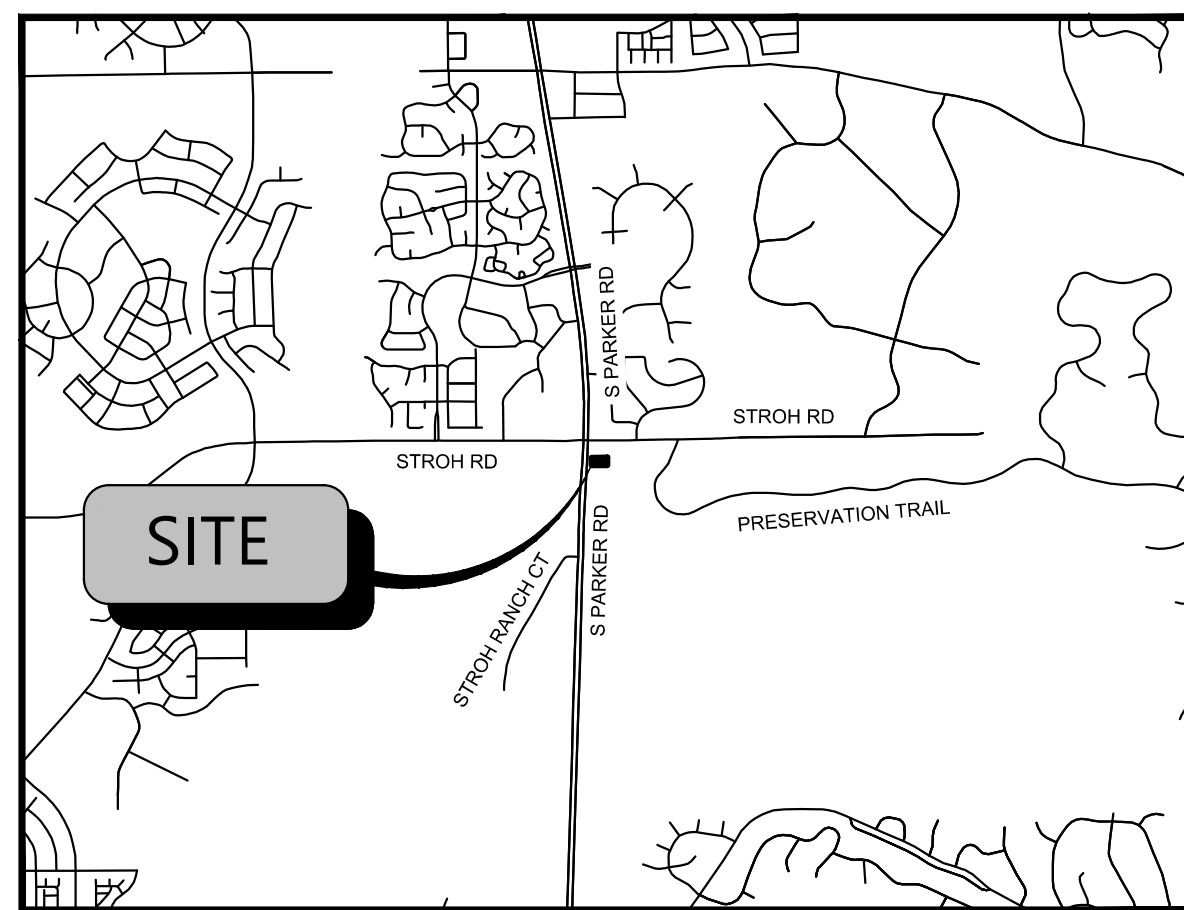 S PARKER RD
STROH RD
STROH RD
SITE
PRESERVATION TRAIL
S PARKER RD
STROH RANCH CT